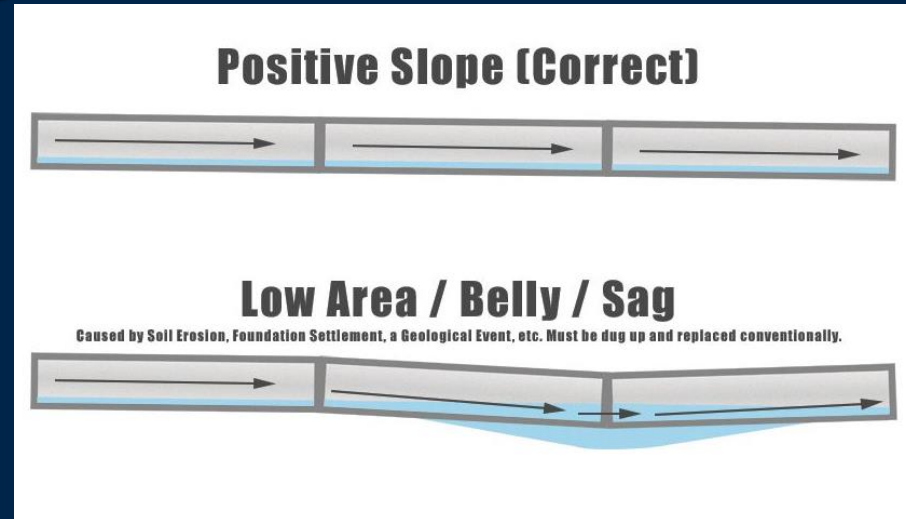 Positive Slope (Correct)
Low Area / Belly / Sag
Caused by Soil Erosion, Foundation Settlement, a Geological Event, etc. Must be dug up and replaced conventionally.